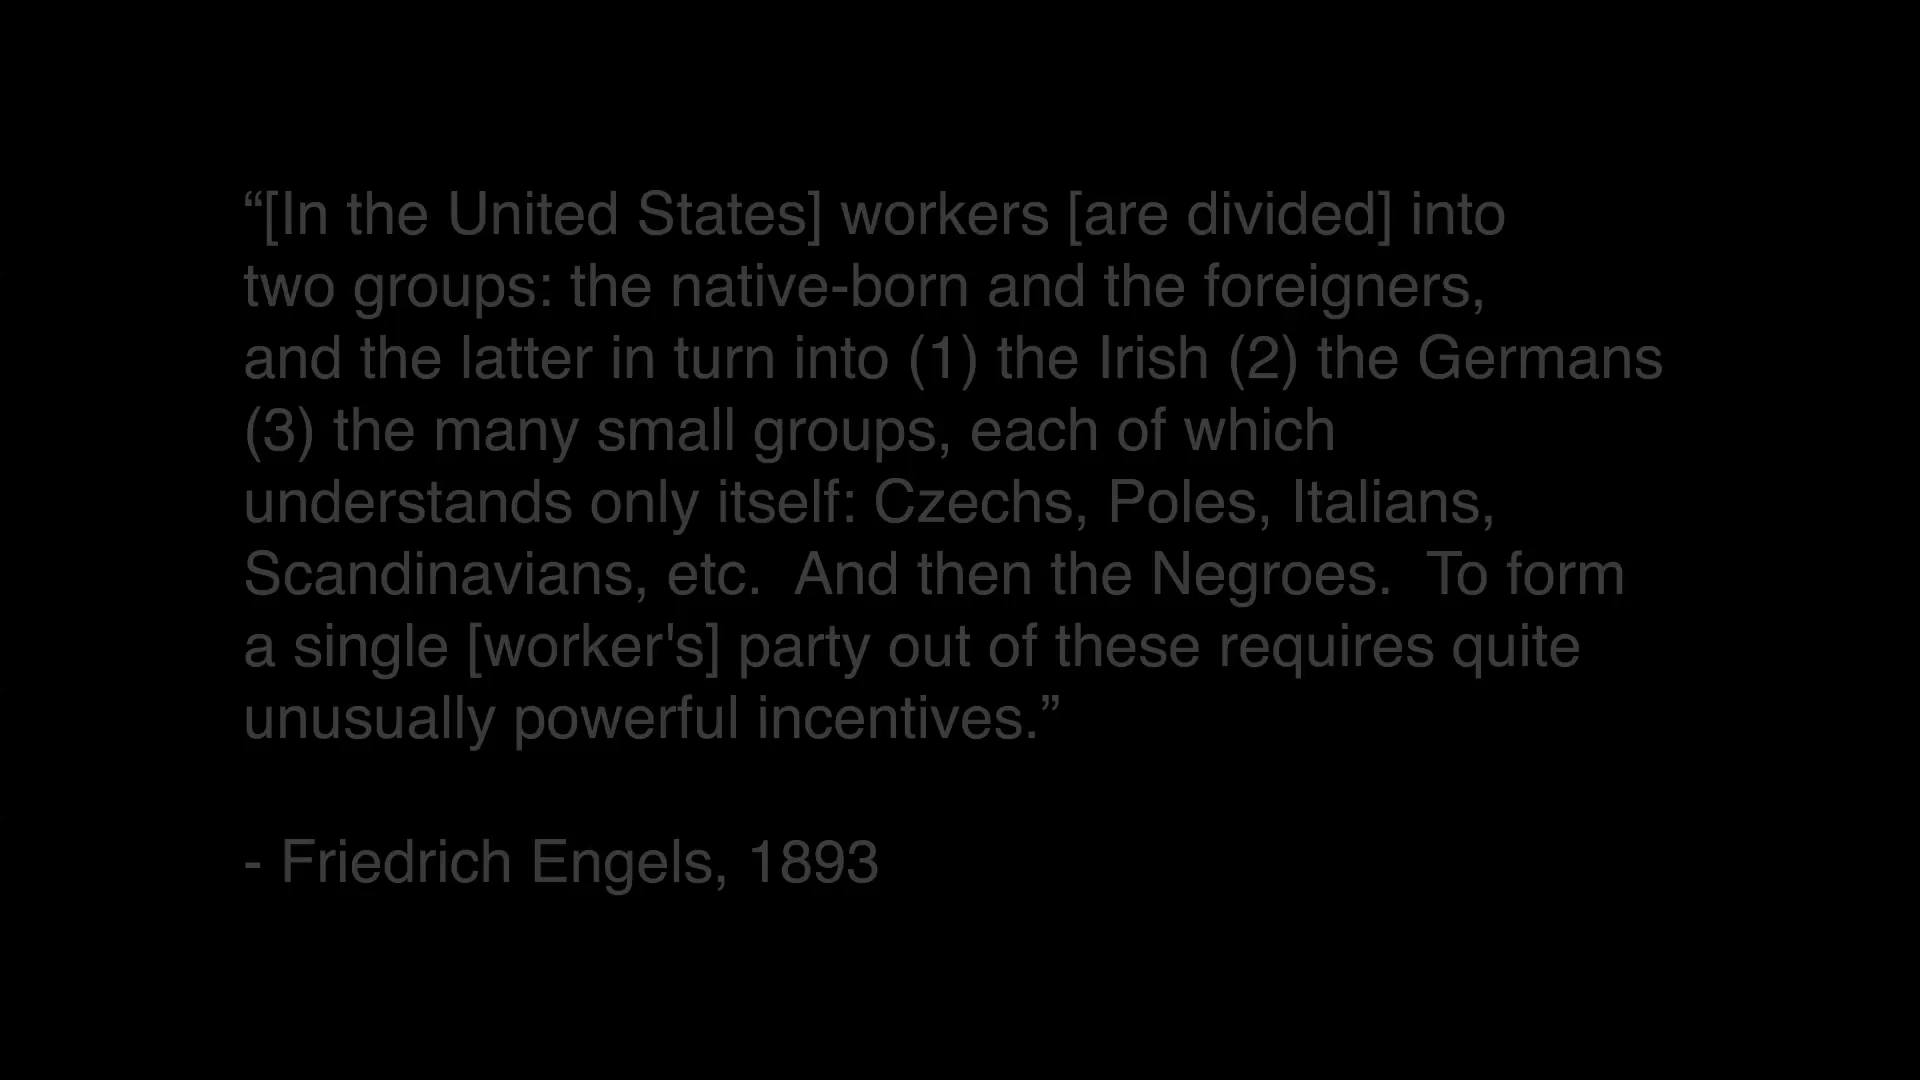 “[In the United States] workers [are divided] into
two groups: the native-born and the foreigners,
and the latter in turn into (1) the Irish (2) the Germans
(3) the many small groups, each of which
understands only itself: Czechs, Poles, Italians,
Scandinavians, etc.  And then the Negroes.  To form
a single [worker's] party out of these requires quite
unusually powerful incentives.”
- Friedrich Engels, 1893